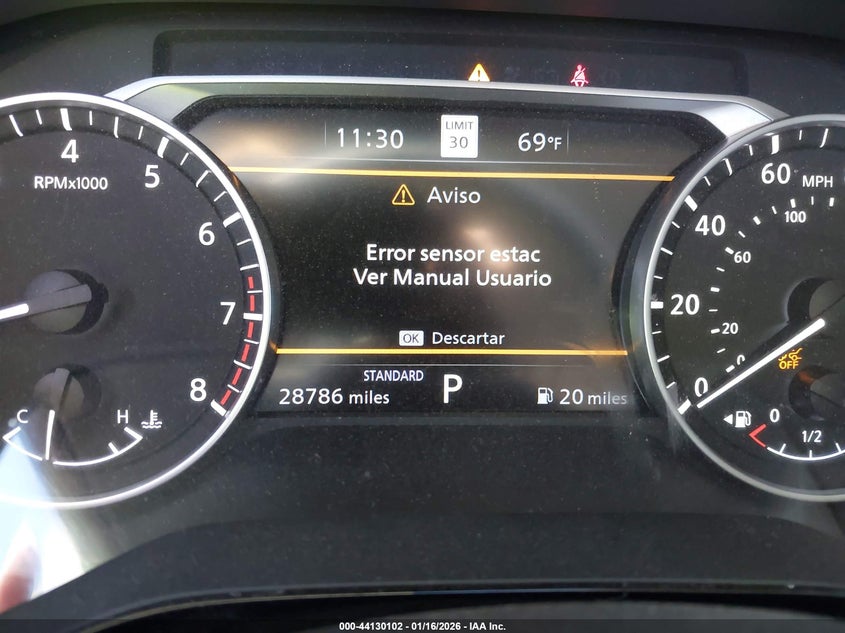 11:30
LIMIT
30
69°F
4
5
6
7
8
RPMx1000
Aviso
Error sensor estac
Ver Manual Usuario
OK Descartar
STANDARD
P
28786 miles
20 miles
C
H
60
MPH
40
20
0
100
60
20
0
OFF
0
1/2
000-44130102 - 01/16/2026 - IAA Inc.